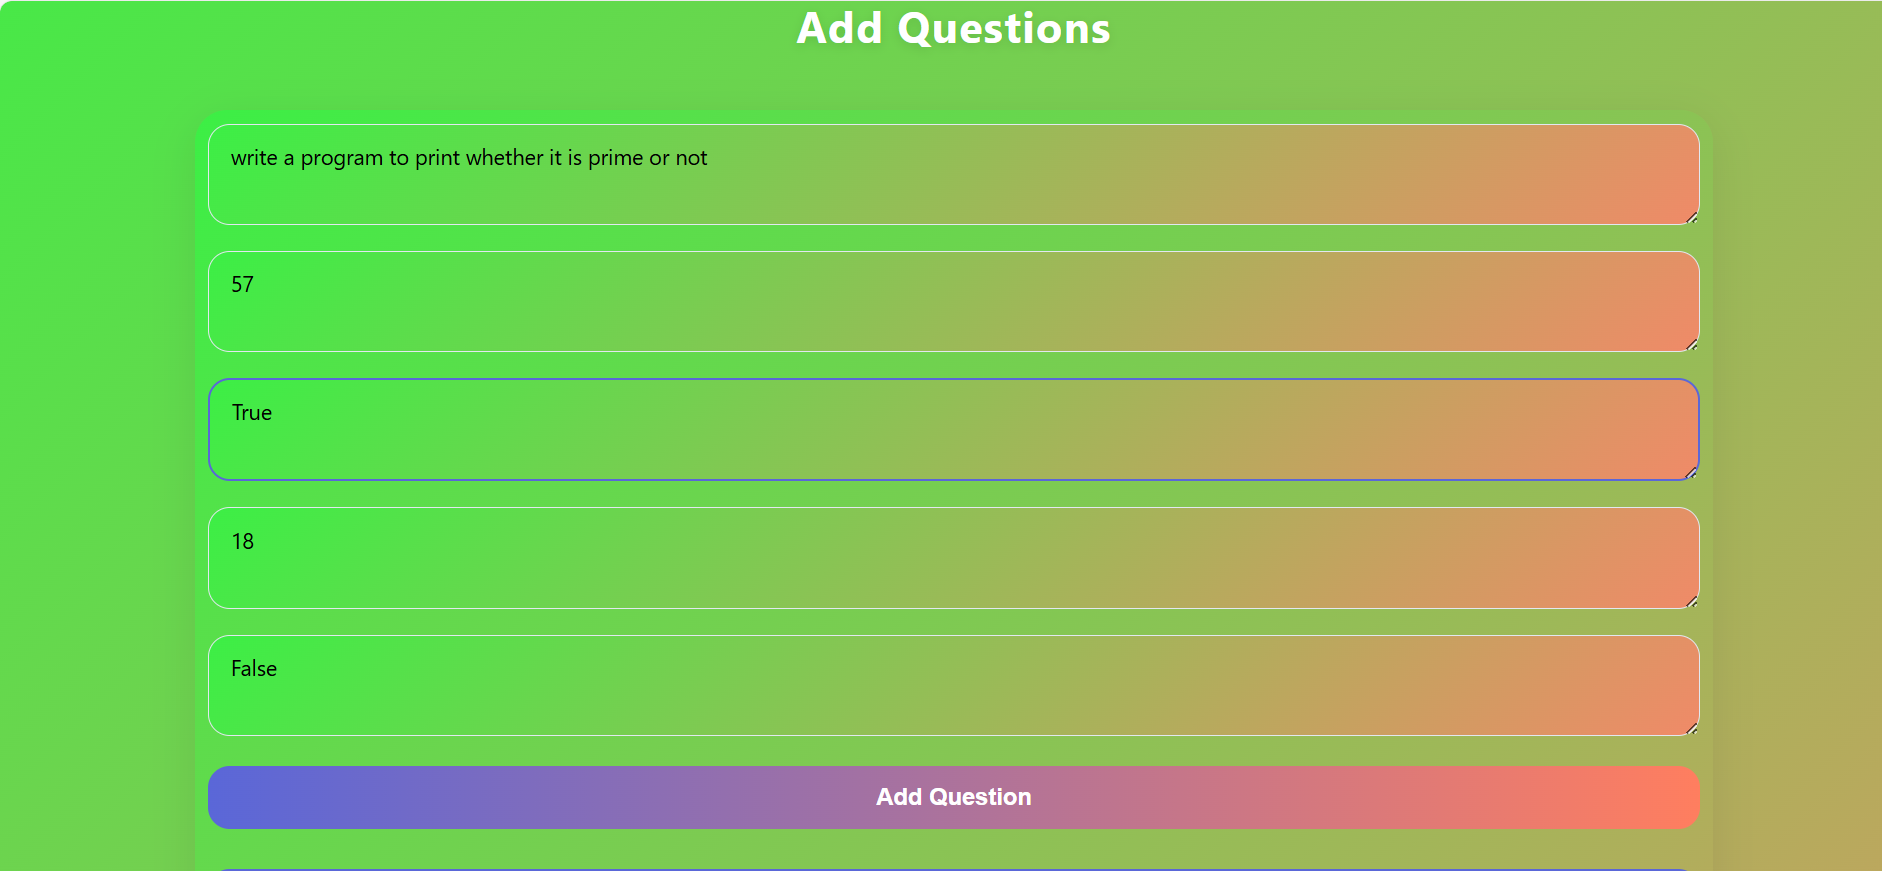 Add Questions
write a program to print whether it is prime or not
57
True
18
False
Add Question